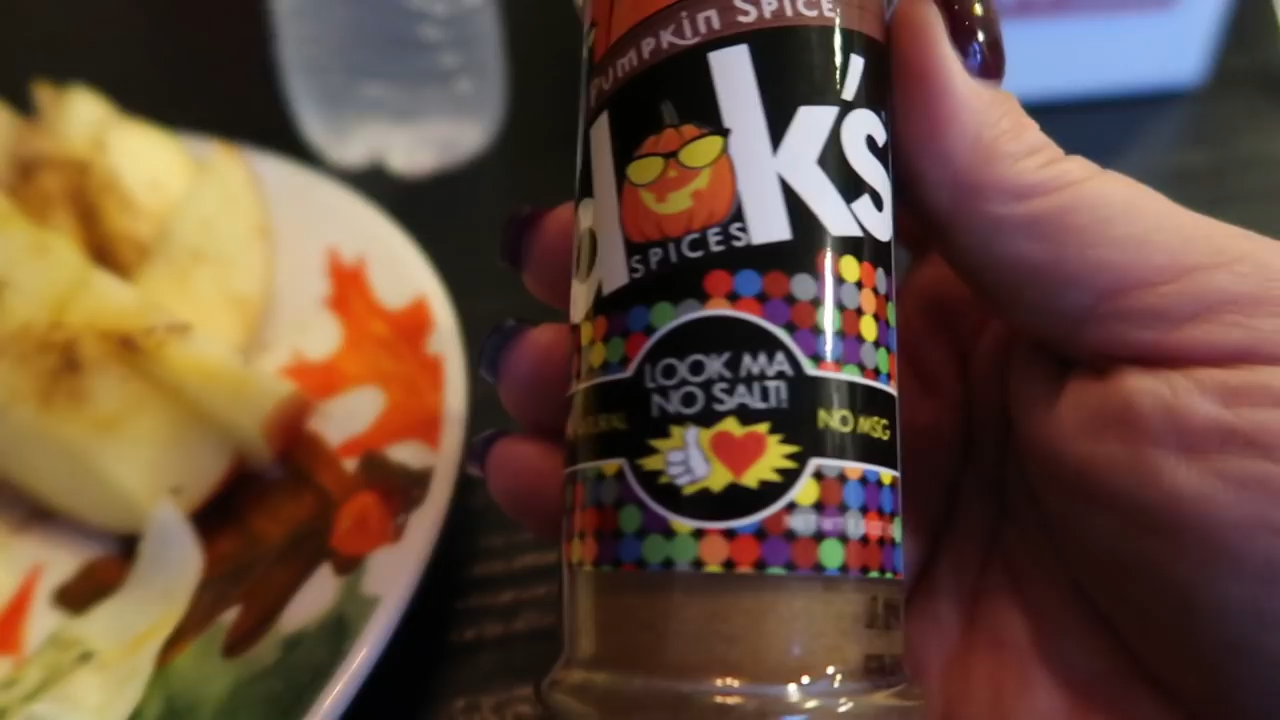 PUMPKIN SPICE
k's
SPICES
LOOK MA
NO SALT!
NO MSG